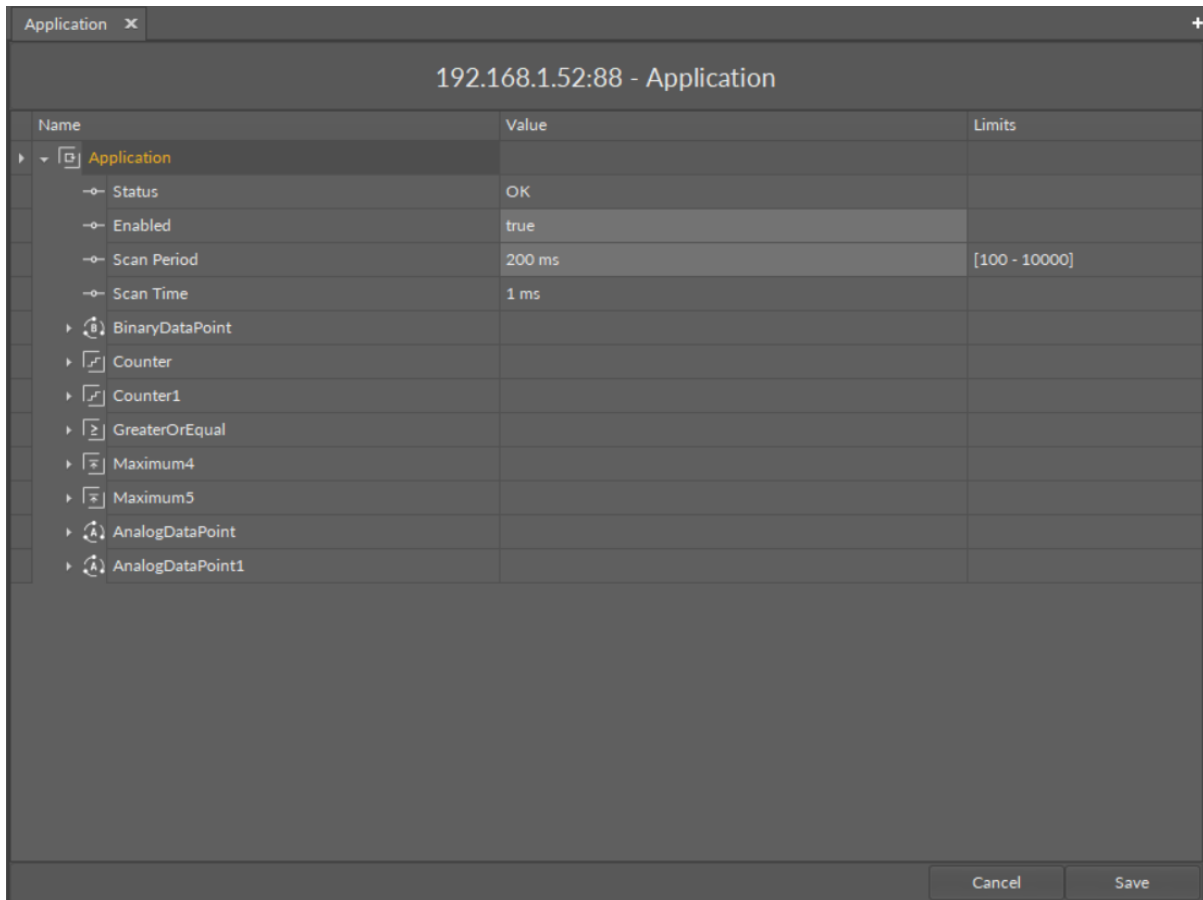 Application
192.168.1.52:88 - Application
Name Value Limits
Application
Status OK
Enabled true
Scan Period 200 ms [100 - 10000]
Scan Time 1 ms
BinaryDataPoint
Counter
Counter1
GreaterOrEqual
Maximum4
Maximum5
AnalogDataPoint
AnalogDataPoint1
Cancel Save